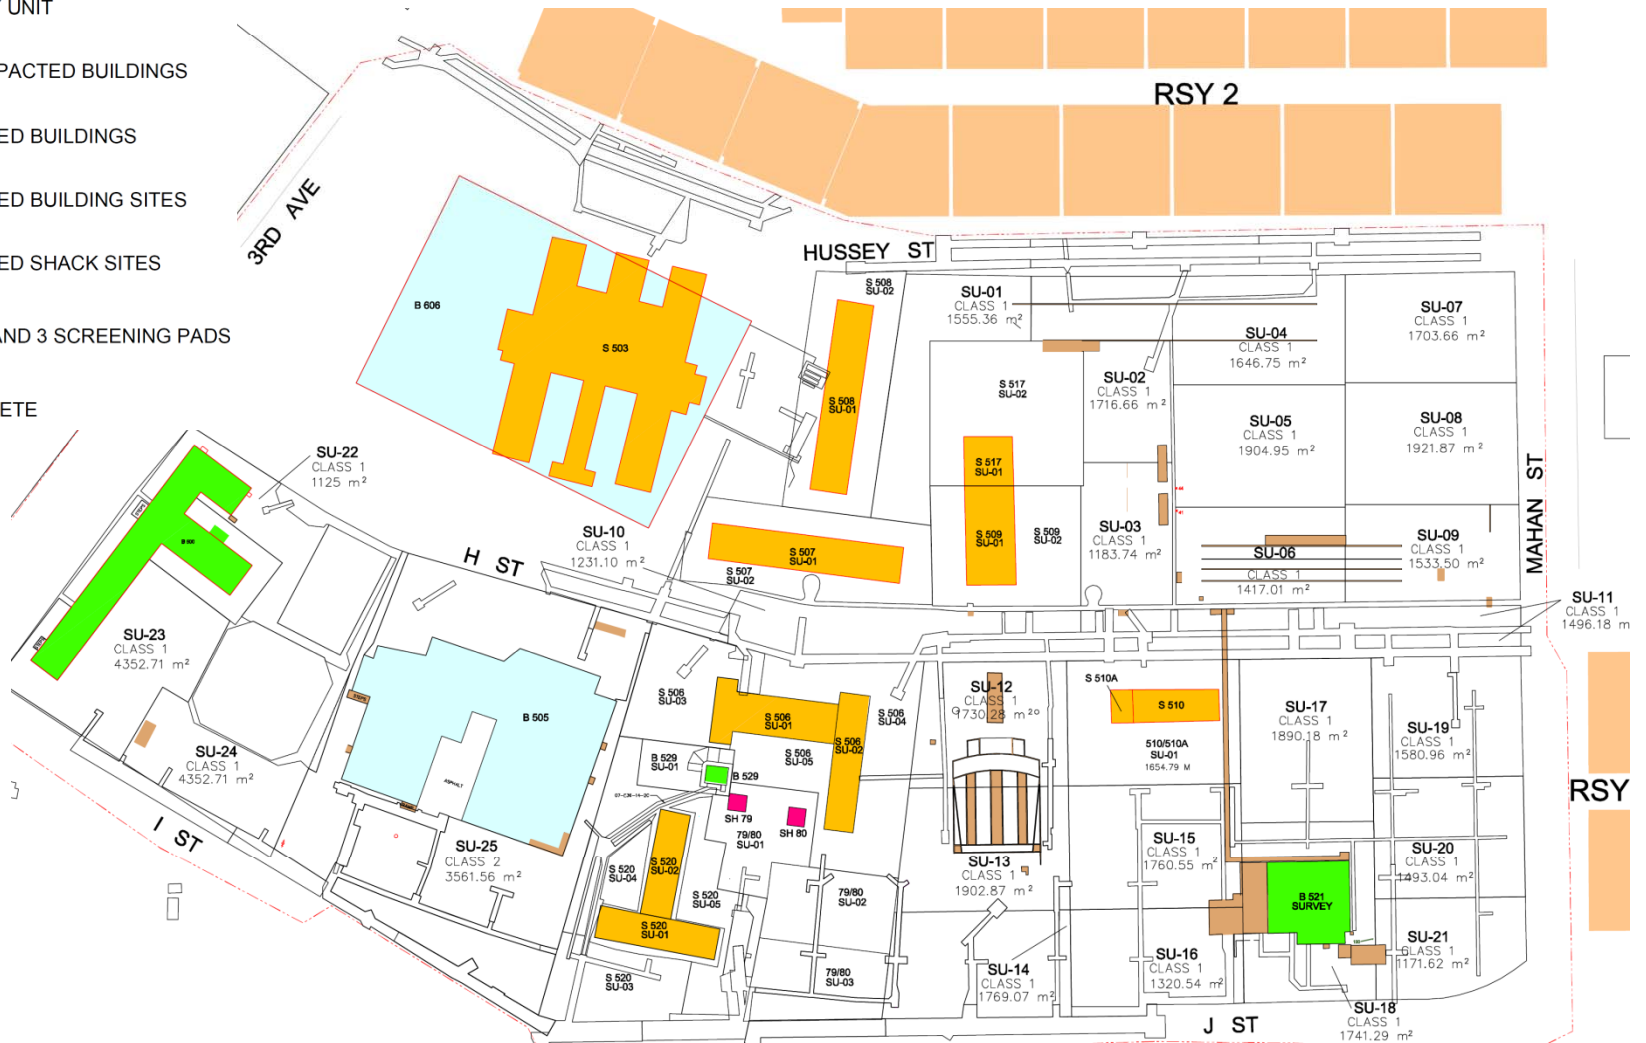 UNIT
PACTED BUILDINGS
ED BUILDINGS
ED BUILDING SITES
ED SHACK SITES
AND 3 SCREENING PADS
ETE
RSY 2
3RD AVE
HUSSEY ST
MAHAN ST
H ST
I ST
J ST
RSY
B 606
S 503
S 508
SU-02
S 508
SU-01
SU-01
CLASS 1
1555.36 m²
SU-02
CLASS 1
1716.66 m²
SU-03
CLASS 1
1183.74 m²
SU-04
CLASS 1
1646.75 m²
SU-05
CLASS 1
1904.95 m²
SU-06
CLASS 1
1417.01 m²
SU-07
CLASS 1
1703.66 m²
SU-08
CLASS 1
1921.87 m²
SU-09
CLASS 1
1533.50 m²
S 517
SU-02
S 517
SU-01
S 509
SU-01
S 509
SU-02
S 507
SU-01
S 507
SU-02
SU-10
CLASS 1
1231.10 m²
SU-11
CLASS 1
1496.18 m
SU-22
CLASS 1
1125 m²
SU-23
CLASS 1
4352.71 m²
SU-24
CLASS 1
4352.71 m²
SU-25
CLASS 2
3561.56 m²
B 505
ASPHALT
S 506
SU-03
S 506
SU-01
S 506
SU-02
S 506
SU-04
S 506
SU-05
B 529
SU-01
B 529
SH 79
SH 80
79/80
SU-01
79/80
SU-02
79/80
SU-03
S 520
SU-04
S 520
SU-02
S 520
SU-05
S 520
SU-01
S 520
SU-03
SU-12
CLASS 1
1730.28 m²
SU-13
CLASS 1
1902.87 m²
SU-14
CLASS 1
1769.07 m²
S 510A
S 510
510/510A
SU-01
1654.79 M
SU-15
CLASS 1
1760.55 m²
SU-16
CLASS 1
1320.54 m²
SU-17
CLASS 1
1890.18 m²
SU-18
CLASS 1
1741.29 m²
SU-19
CLASS 1
1580.96 m²
SU-20
CLASS 1
1493.04 m²
SU-21
CLASS 1
1171.62 m²
B 521
SURVEY